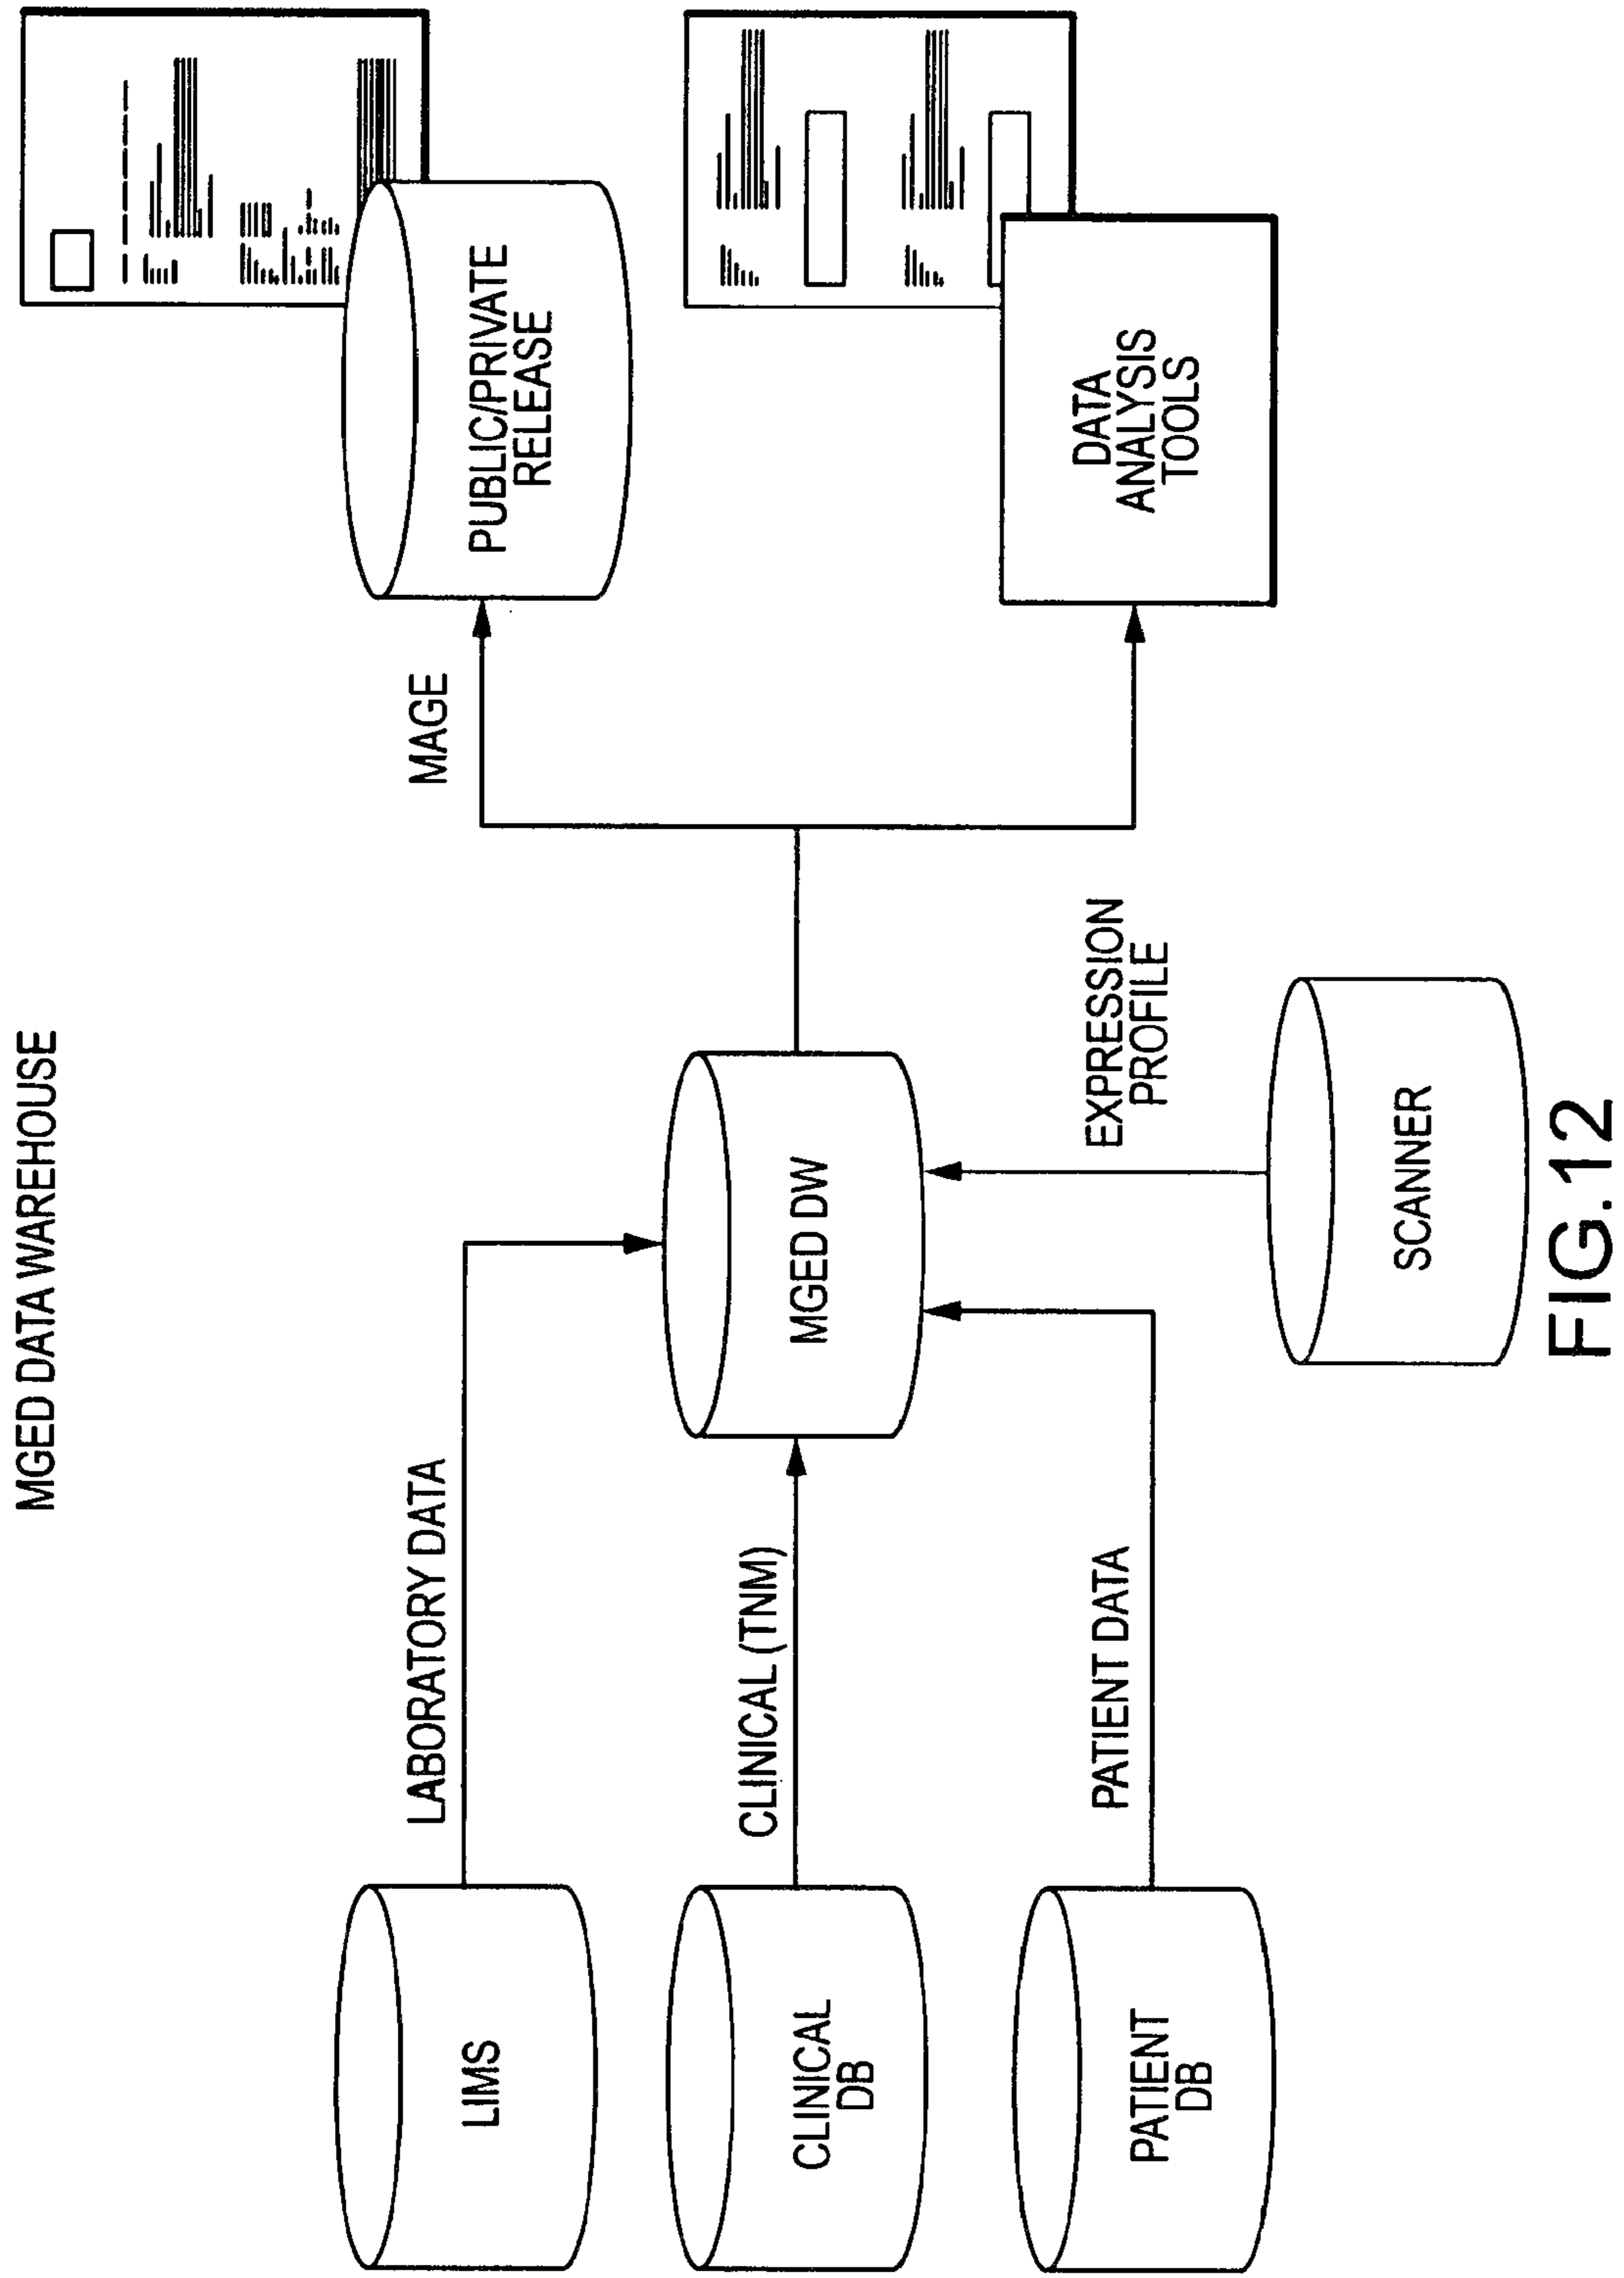 MGED DATA WAREHOUSE
LIMS
LABORATORY DATA
CLINICAL
DB
CLINICAL (TNM)
PATIENT
DB
PATIENT DATA
MGED DW
EXPRESSION
PROFILE
SCANNER
MAGE
PUBLIC/PRIVATE
RELEASE
DATA
ANALYSIS
TOOLS
FIG.12